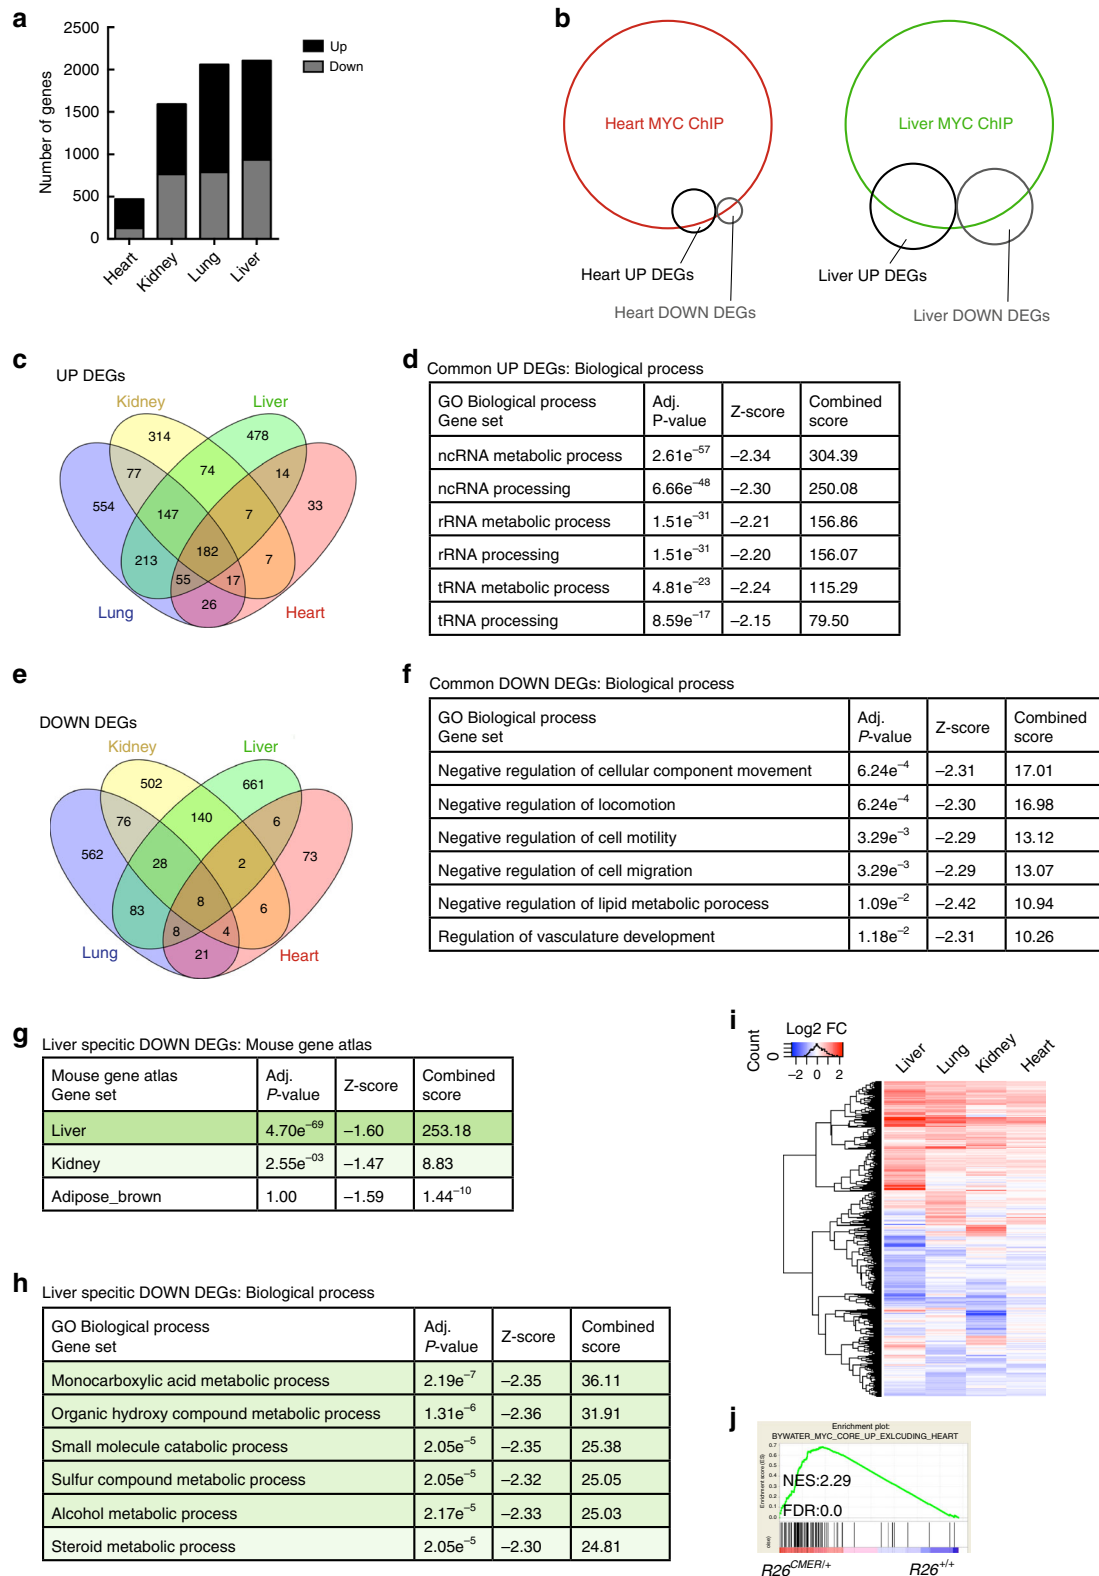 a
2500
2000
1500
1000
500
0
Number of genes
Up
Down
Heart
Kidney
Lung
Liver
b
Heart MYC ChIP
Liver MYC ChIP
Heart UP DEGs
Heart DOWN DEGs
Liver UP DEGs
Liver DOWN DEGs
c
UP DEGs
Kidney
Liver
314
478
77
74
14
554
147
7
33
213
182
7
55
17
26
Lung
Heart
d
Common UP DEGs: Biological process
GO Biological process Gene set | Adj. P-value | Z-score | Combined score
ncRNA metabolic process 2.61e–57 –2.34 304.39
ncRNA processing 6.66e–48 –2.30 250.08
rRNA metabolic process 1.51e–31 –2.21 156.86
rRNA processing 1.51e–31 –2.20 156.07
tRNA metabolic process 4.81e–23 –2.24 115.29
tRNA processing 8.59e–17 –2.15 79.50
e
DOWN DEGs
Kidney
Liver
502
661
76
140
6
562
28
2
73
83
8
6
8
4
21
Lung
Heart
f
Common DOWN DEGs: Biological process
GO Biological process Gene set | Adj. P-value | Z-score | Combined score
Negative regulation of cellular component movement 6.24e–4 –2.31 17.01
Negative regulation of locomotion 6.24e–4 –2.30 16.98
Negative regulation of cell motility 3.29e–3 –2.29 13.12
Negative regulation of cell migration 3.29e–3 –2.29 13.07
Negative regulation of lipid metabolic porocess 1.09e–2 –2.42 10.94
Regulation of vasculature development 1.18e–2 –2.31 10.26
g
Liver specitic DOWN DEGs: Mouse gene atlas
Mouse gene atlas Gene set | Adj. P-value | Z-score | Combined score
Liver 4.70e–69 –1.60 253.18
Kidney 2.55e–03 –1.47 8.83
Adipose_brown 1.00 –1.59 1.44–10
h
Liver specitic DOWN DEGs: Biological process
GO Biological process Gene set | Adj. P-value | Z-score | Combined score
Monocarboxylic acid metabolic process 2.19e–7 –2.35 36.11
Organic hydroxy compound metabolic process 1.31e–6 –2.36 31.91
Small molecule catabolic process 2.05e–5 –2.35 25.38
Sulfur compound metabolic process 2.05e–5 –2.32 25.05
Alcohol metabolic process 2.17e–5 –2.33 25.03
Steroid metabolic process 2.05e–5 –2.30 24.81
i
Count
0
Log2 FC
–2 0 2
Liver
Lung
Kidney
Heart
j
Enrichment plot:
BYWATER_MYC_CORE_UP_EXLCUDING_HEART
Enrichment score (ES)
0.7
0.6
0.5
0.4
0.3
0.2
0.1
0.0
NES:2.29
FDR:0.0
R26CMER/+
R26+/+